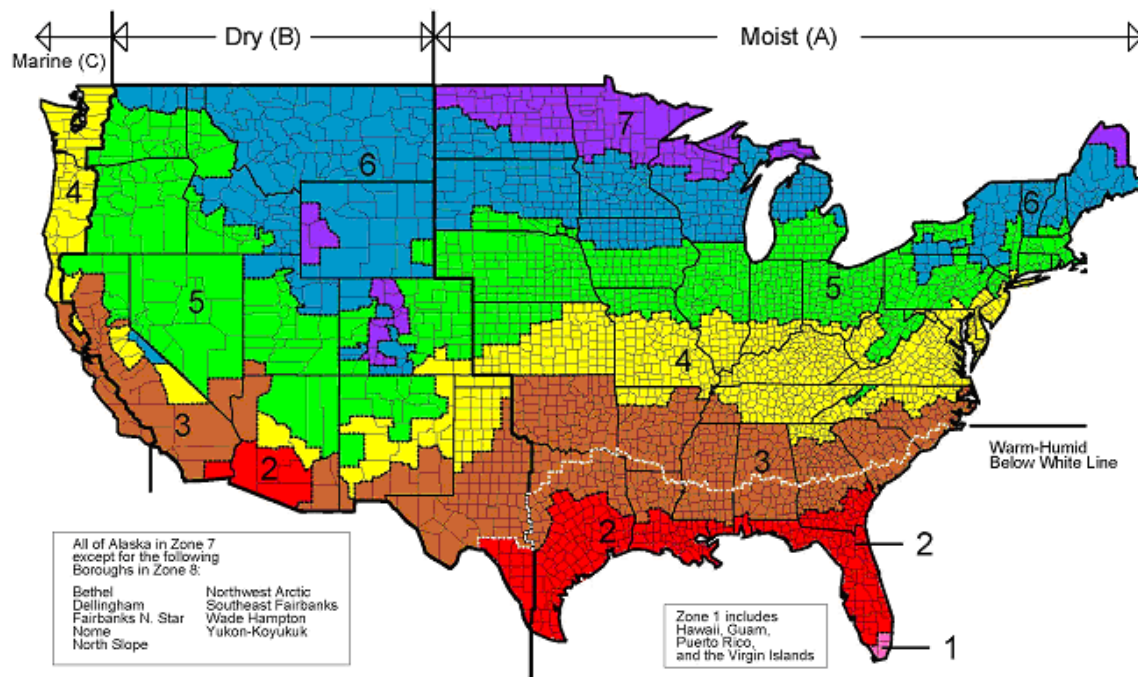 Marine (C)
Dry (B)
Moist (A)
7
6
6
4
5
5
4
3
3
2
2
Warm-Humid
Below White Line
2
1
All of Alaska in Zone 7
except for the following
Boroughs in Zone 8:
Bethel
Dellingham
Fairbanks N. Star
Nome
North Slope
Northwest Arctic
Southeast Fairbanks
Wade Hampton
Yukon-Koyukuk
Zone 1 includes
Hawaii, Guam,
Puerto Rico,
and the Virgin Islands